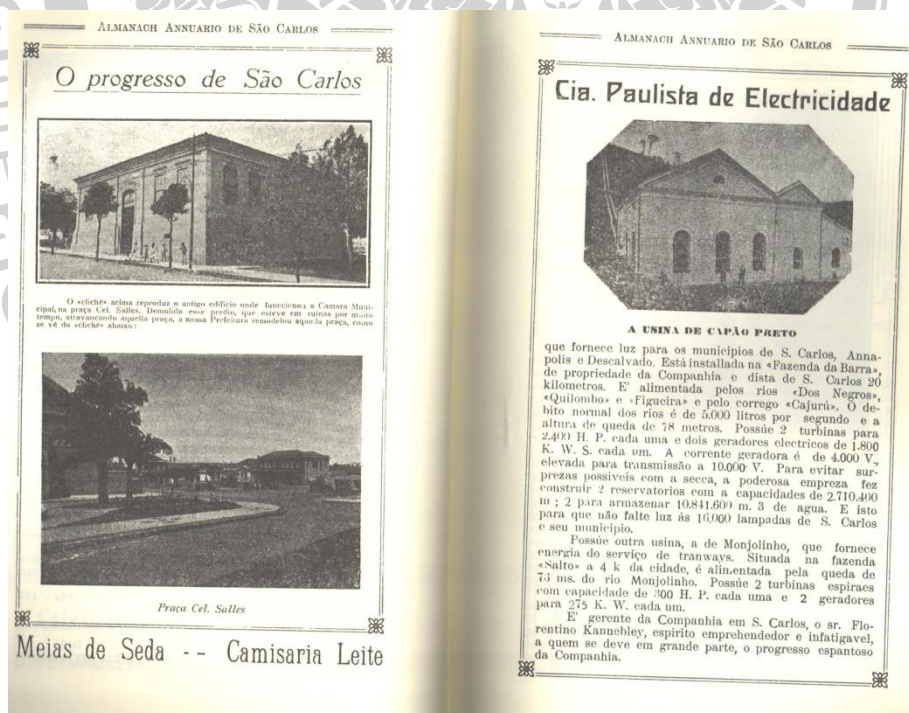 ALMANACH ANNUARIO DE SÃO CARLOS
O progresso de São Carlos
O «cliché» acima reproduz o antigo edificio onde funccionou a Camara Muni-
cipal, na praça Cel. Salles. Demolido esse predio, que esteve em ruinas por muito
tempo, atravancando aquella praça, a nossa Prefeitura remodelou aquella praça, como
se vê do «cliché» abaixo:
Praça Cel. Salles
Meias de Seda -- Camisaria Leite
ALMANACH ANNUARIO DE SÃO CARLOS
Cia. Paulista de Electricidade
A USINA DE CAPÃO PRETO
que fornece luz para os municipios de S. Carlos, Anna-
polis e Descalvado. Está installada na «Fazenda da Barra»,
de propriedade da Companhia e dista de S. Carlos 20
kilometros. E' alimentada pelos rios «Dos Negros»,
«Quilombo» e «Figueira» e pelo corrego «Cajurú». O de-
bito normal dos rios é de 5.000 litros por segundo e a
altura de queda de 78 metros. Possúe 2 turbinas para
2.400 H. P. cada uma e dois geradores electricos de 1.800
K. W. S. cada um. A corrente geradora é de 4.000 V.,
elevada para transmissão a 10.000 V. Para evitar sur-
prezas possiveis com a secca, a poderosa empreza fez
construir 2 reservatorios com a capacidades de 2.710.400
m ; 2 para armazenar 10.841.600 m. 3 de agua. E isto
para que não falte luz ás 16.000 lampadas de S. Carlos
e seu municipio.
Possúe outra usina, a de Monjolinho, que fornece
energia do serviço de tranways. Situada na fazenda
«Salto» a 4 k da cidade, é alimentada pela queda de
75 ms. do rio Monjolinho. Possúe 2 turbinas espiraes
com capacidade de 300 H. P. cada uma e 2 geradores
para 275 K. W. cada um.
E' gerente da Companhia em S. Carlos, o sr. Flo-
rentino Kannebley, espirito emprehendedor e infatigavel,
a quem se deve em grande parte, o progresso espantoso
da Companhia.